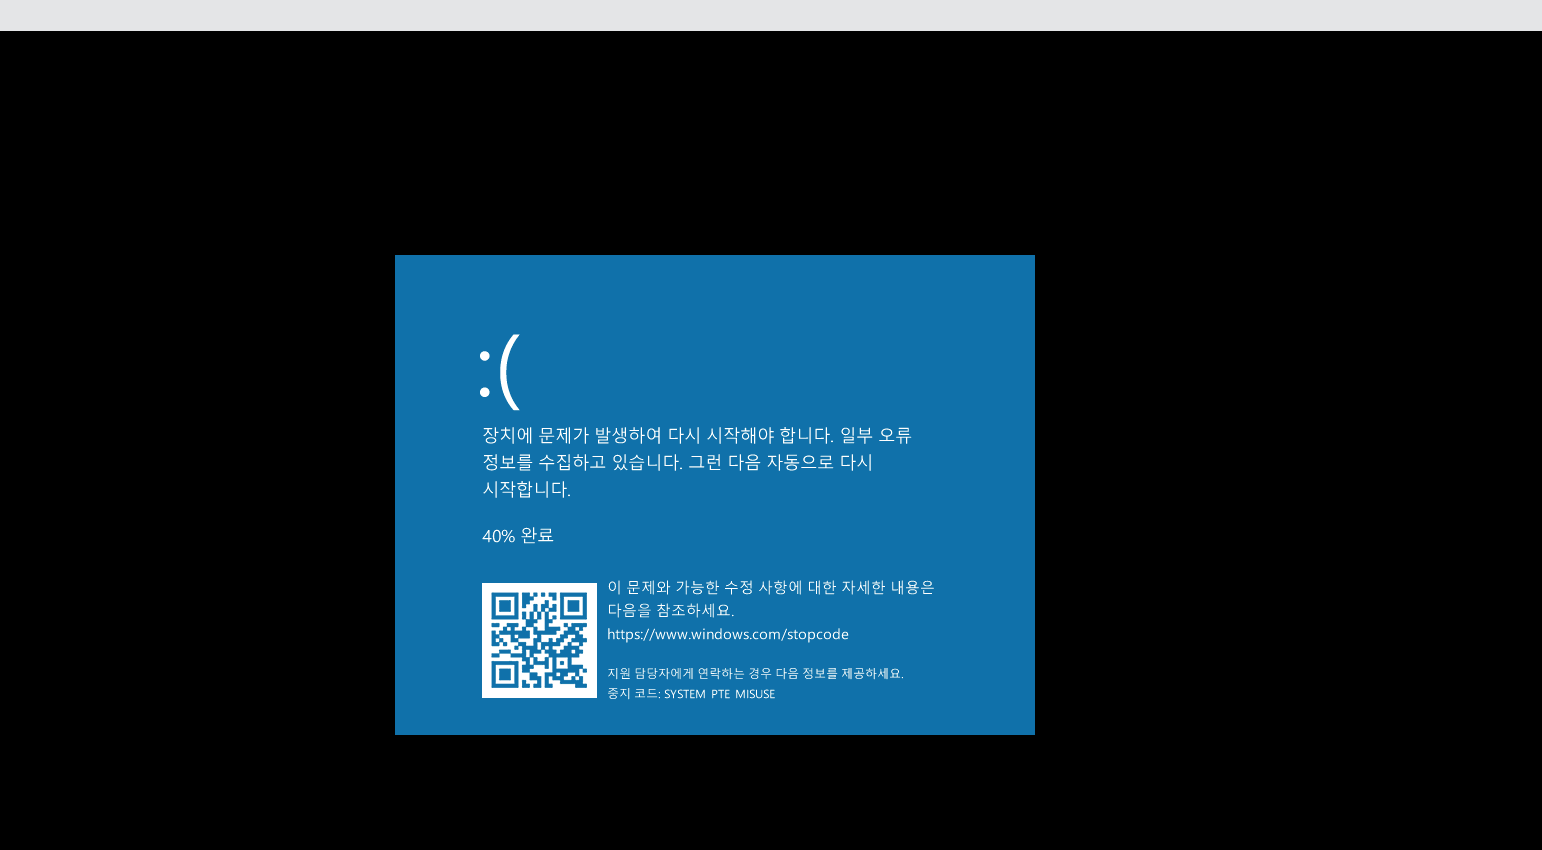 :(
장치에 문제가 발생하여 다시 시작해야 합니다. 일부 오류
정보를 수집하고 있습니다. 그런 다음 자동으로 다시
시작합니다.
40% 완료
이 문제와 가능한 수정 사항에 대한 자세한 내용은
다음을 참조하세요.
https://www.windows.com/stopcode
지원 담당자에게 연락하는 경우 다음 정보를 제공하세요.
중지 코드: SYSTEM PTE MISUSE